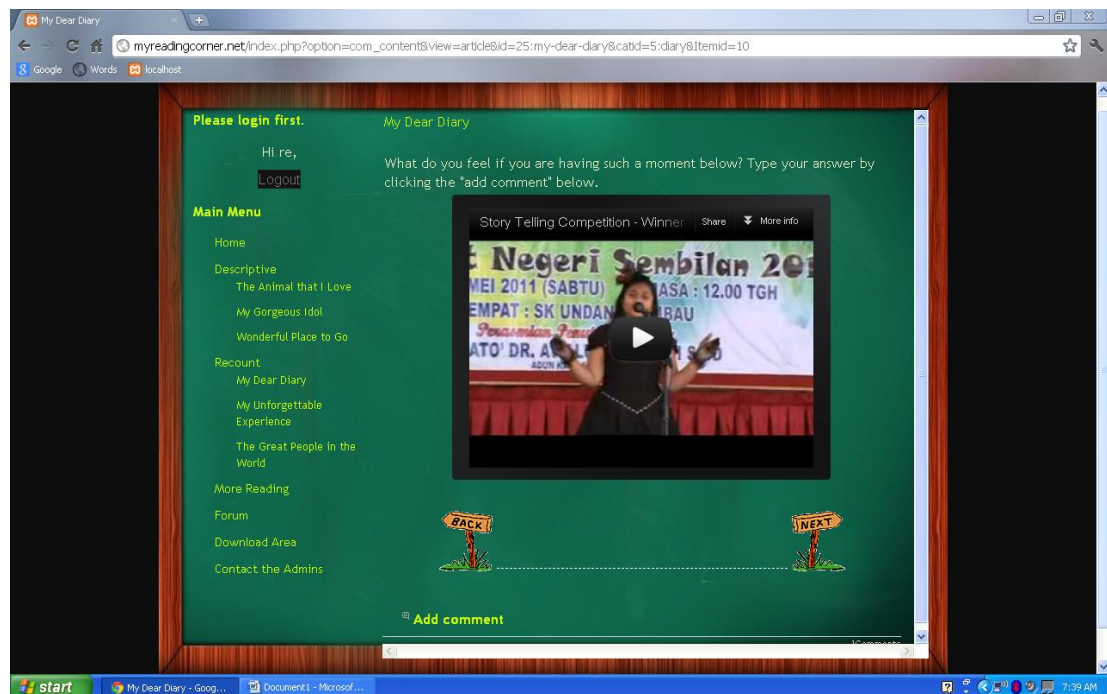 My Dear Diary
myreadingcorner.net/index.php?option=com_content&view=article&id=25:my-dear-diary&catid=5:diary&Itemid=10
Google Words localhost
Please login first.
Hi re,
Logout
Main Menu
Home
Descriptive
The Animal that I Love
My Gorgeous Idol
Wonderful Place to Go
Recount
My Dear Diary
My Unforgettable
Experience
The Great People in the
World
More Reading
Forum
Download Area
Contact the Admins
My Dear Diary
What do you feel if you are having such a moment below? Type your answer by
clicking the "add comment" below.
Story Telling Competition - Winner Share More info
Negeri Sembilan
MEI 2011 (SABTU) MASA : 12.00 TGH
EMPAT : SK UNDAN BAU
Perasmian
ATO' DR.
BACK NEXT
Add comment
start My Dear Diary - Goog... Document1 - Microsof... 7:39 AM